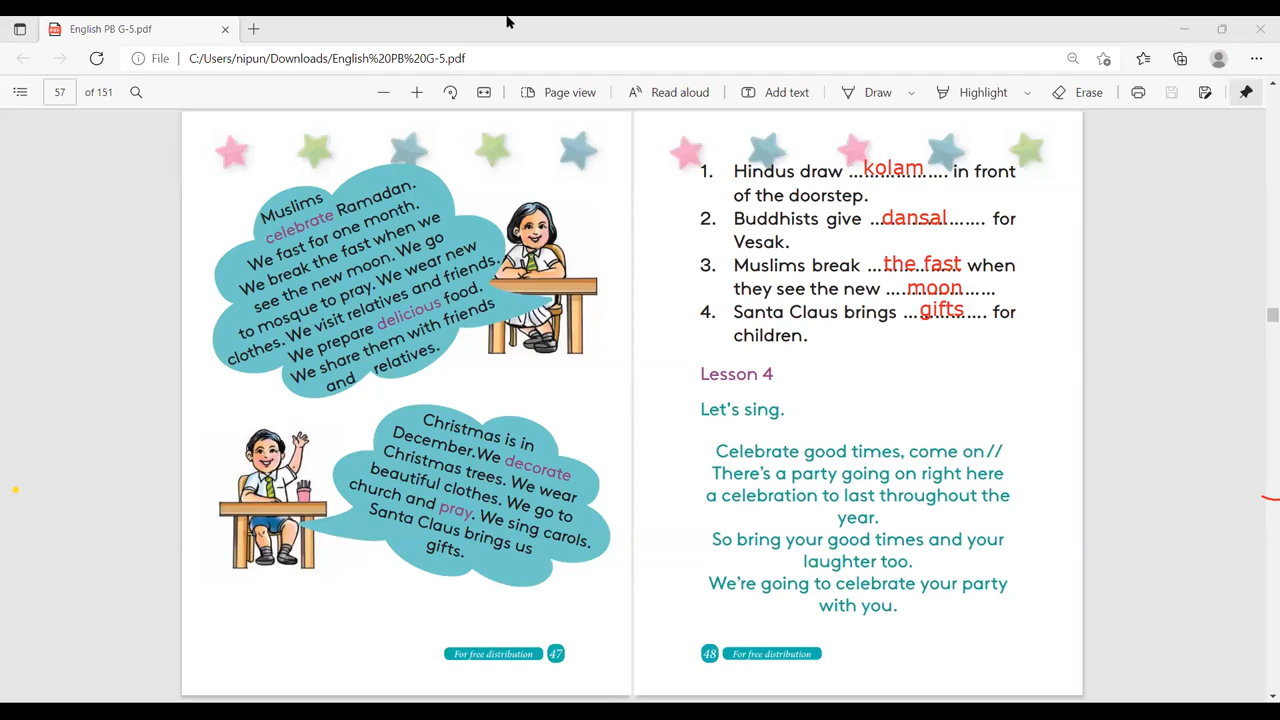 English PB G-5.pdf
File C:/Users/nipun/Downloads/English%20PB%20G-5.pdf
57 of 151 Page view Read aloud Add text Draw Highlight Erase
Muslims
celebrate Ramadan.
We fast for one month.
We break the fast when we
see the new moon. We go
to mosque to pray. We wear new
clothes. We visit relatives and friends.
We prepare delicious food.
We share them with friends
and relatives.
Christmas is in
December.We decorate
Christmas trees. We wear
beautiful clothes. We go to
church and pray. We sing carols.
Santa Claus brings us
gifts.
For free distribution 47
1. Hindus draw ...kolam... in front
of the doorstep.
2. Buddhists give ...dansal... for
Vesak.
3. Muslims break ...the fast... when
they see the new ...moon...
4. Santa Claus brings ...gifts... for
children.
Lesson 4
Let's sing.
Celebrate good times, come on//
There's a party going on right here
a celebration to last throughout the
year.
So bring your good times and your
laughter too.
We're going to celebrate your party
with you.
48 For free distribution